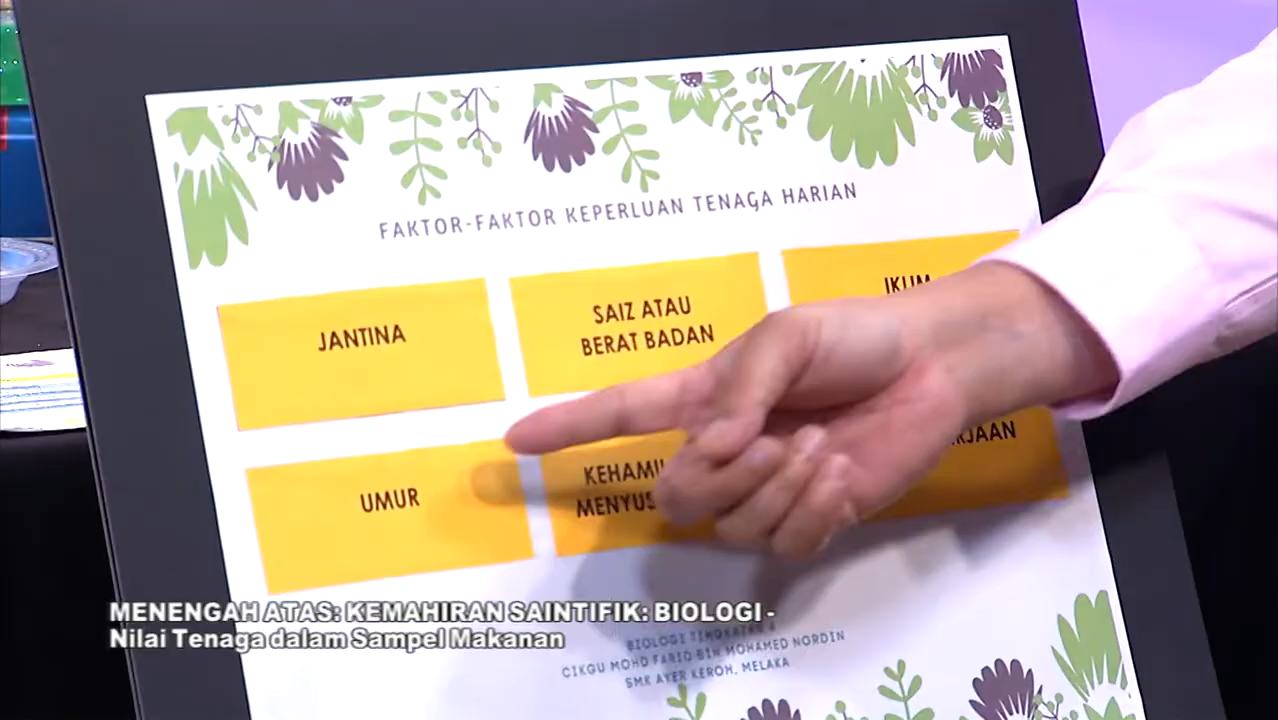 FAKTOR-FAKTOR KEPERLUAN TENAGA HARIAN
JANTINA
SAIZ ATAU
BERAT BADAN
UMUR
MENGENGAH ATAS: KEMAHIRAN SAINTIFIK: BIOLOGI -
Nilai Tenaga dalam Sampel Makanan
BIOLOGI TINGKATAN 4
CIKGU MOHD FARID BIN MOHAMED NORDIN
SMK AYER KEROH, MELAKA